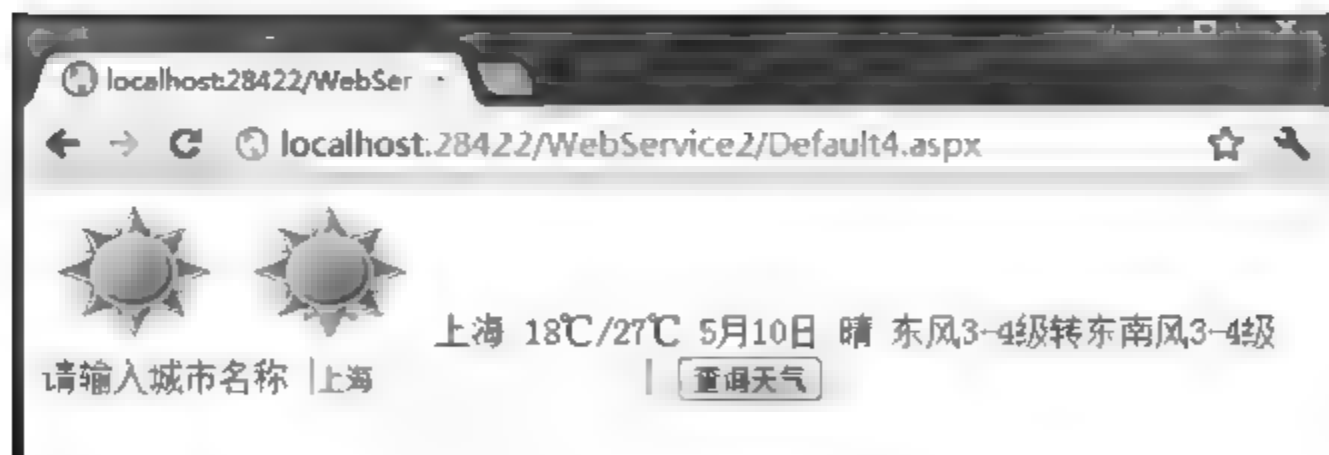 localhost:28422/WebSer
localhost:28422/WebService2/Default4.aspx
上海 18℃/27℃ 5月10日 晴 东风3-4级转东南风3-4级
请输入城市名称 上海 查询天气